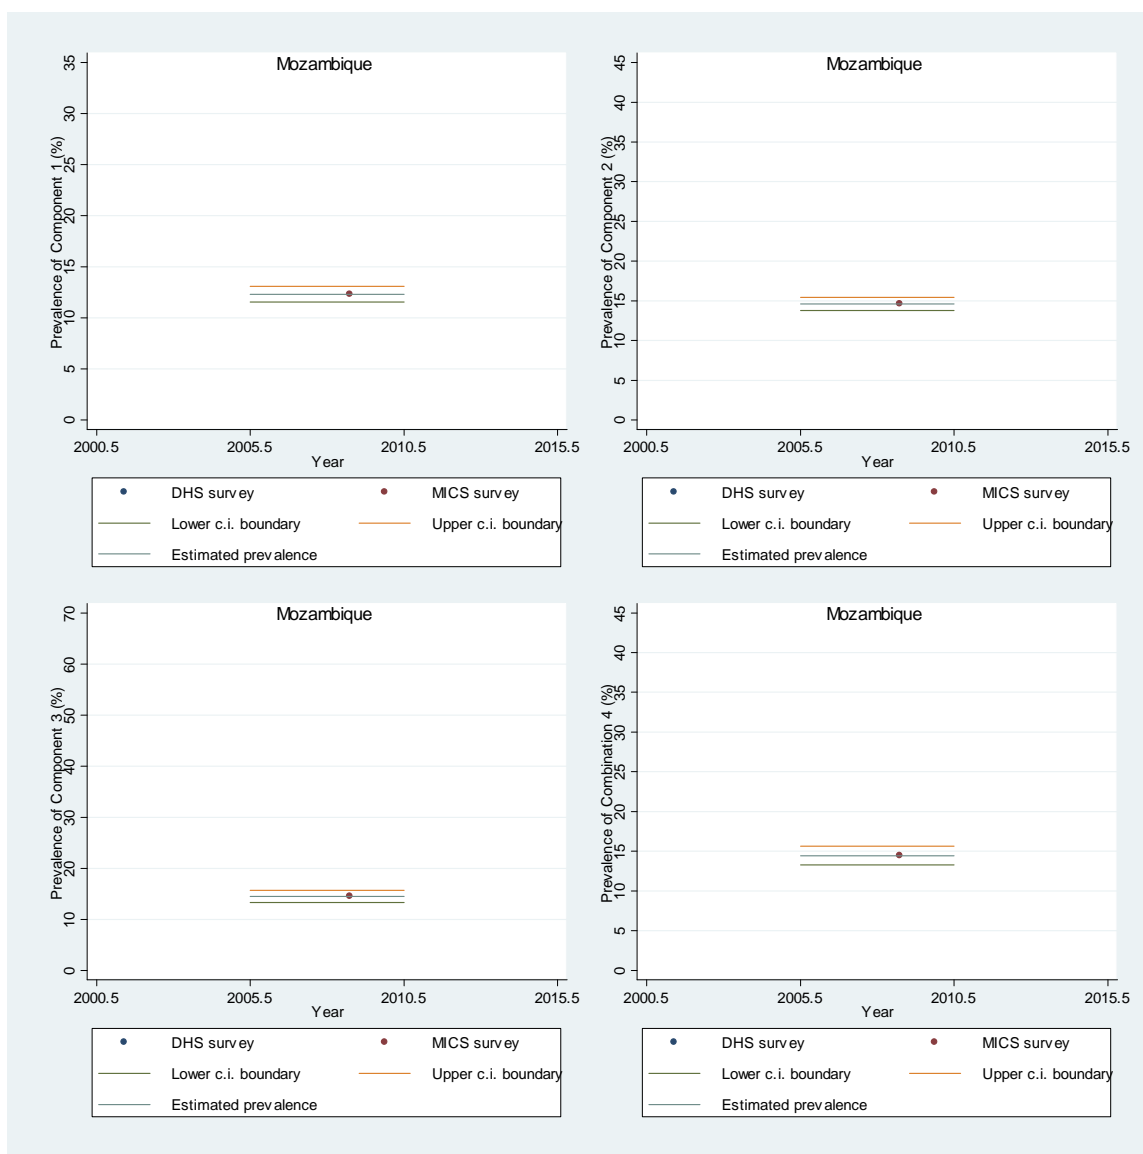 Mozambique
Prevalence of Component 1 (%)
35
30
25
20
15
10
5
0
2000.5 2005.5 2010.5 2015.5
Year
DHS survey MICS survey
Lower c.i. boundary Upper c.i. boundary
Estimated prevalence
Mozambique
Prevalence of Component 2 (%)
45
40
35
30
25
20
15
10
5
0
2000.5 2005.5 2010.5 2015.5
Year
DHS survey MICS survey
Lower c.i. boundary Upper c.i. boundary
Estimated prevalence
Mozambique
Prevalence of Component 3 (%)
70
60
50
40
30
20
10
0
2000.5 2005.5 2010.5 2015.5
Year
DHS survey MICS survey
Lower c.i. boundary Upper c.i. boundary
Estimated prevalence
Mozambique
Prevalence of Combination 4 (%)
45
40
35
30
25
20
15
10
5
0
2000.5 2005.5 2010.5 2015.5
Year
DHS survey MICS survey
Lower c.i. boundary Upper c.i. boundary
Estimated prevalence